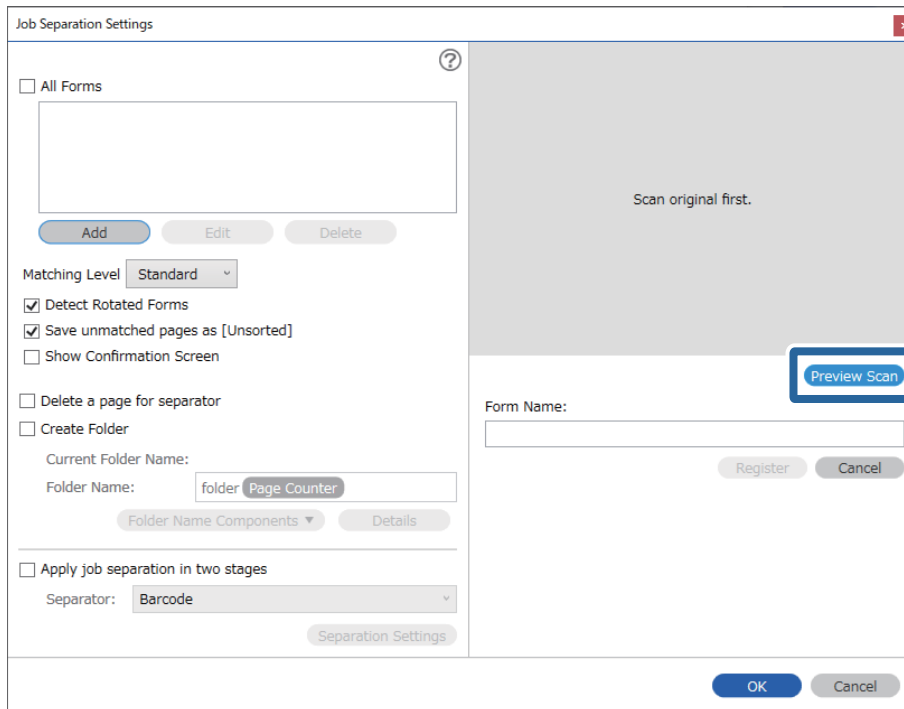 Job Separation Settings
All Forms
Add Edit Delete
Matching Level Standard
Detect Rotated Forms
Save unmatched pages as [Unsorted]
Show Confirmation Screen
Delete a page for separator
Create Folder
Current Folder Name:
Folder Name: folder Page Counter
Folder Name Components Details
Apply job separation in two stages
Separator: Barcode
Separation Settings
Scan original first.
Preview Scan
Form Name:
Register Cancel
OK Cancel